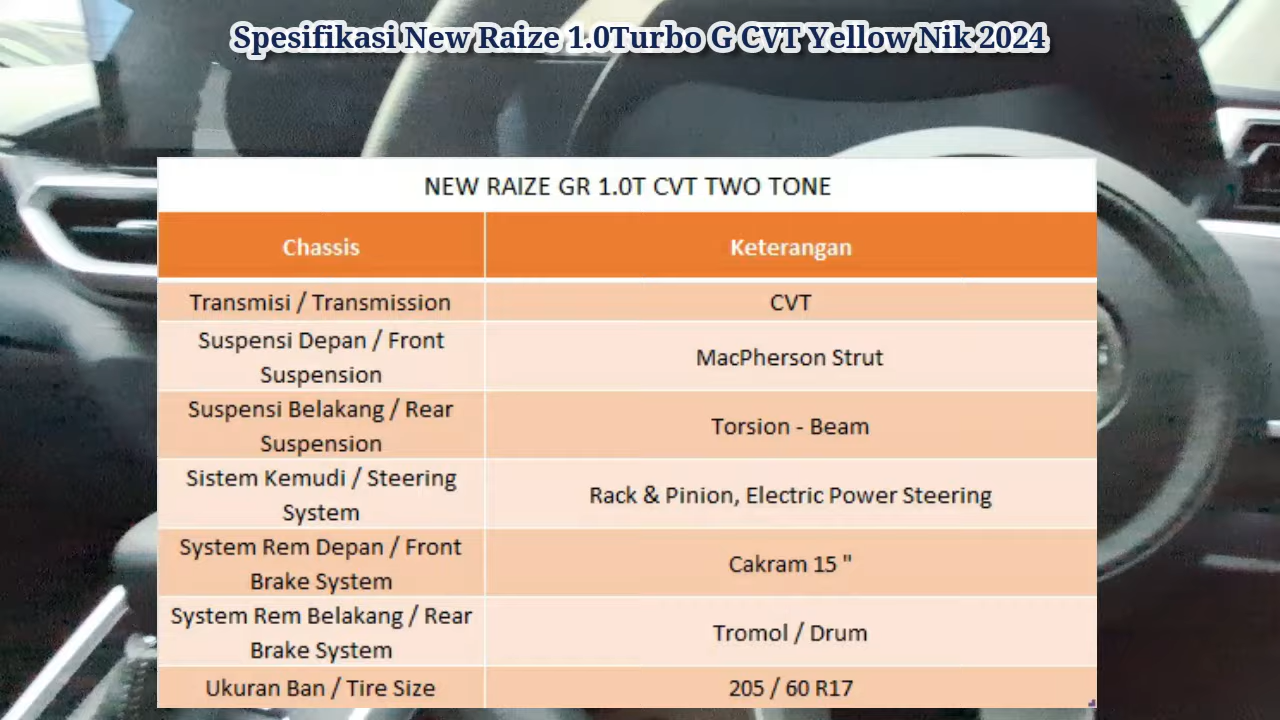 Spesifikasi New Raize 1.0Turbo G CVT Yellow Nik 2024
NEW RAIZE GR 1.0T CVT TWO TONE
Chassis
Keterangan
Transmisi / Transmission
CVT
Suspensi Depan / Front
Suspension
MacPherson Strut
Suspensi Belakang / Rear
Suspension
Torsion - Beam
Sistem Kemudi / Steering
System
Rack & Pinion, Electric Power Steering
System Rem Depan / Front
Brake System
Cakram 15 "
System Rem Belakang / Rear
Brake System
Tromol / Drum
Ukuran Ban / Tire Size
205 / 60 R17